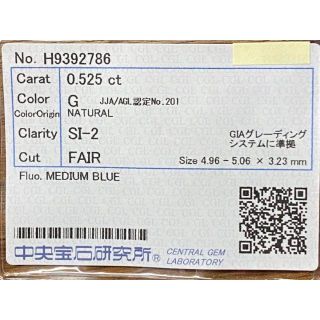 No. H9392786
Carat 0.525 ct
Color G JJA/AGL認定No.201
ColorOrigin NATURAL
Clarity SI-2 GIAグレーディング
システムに準拠
Cut FAIR Size 4.96 - 5.06 × 3.23 mm
Fluo. MEDIUM BLUE
中央宝石研究所® CENTRAL GEM
LABORATORY